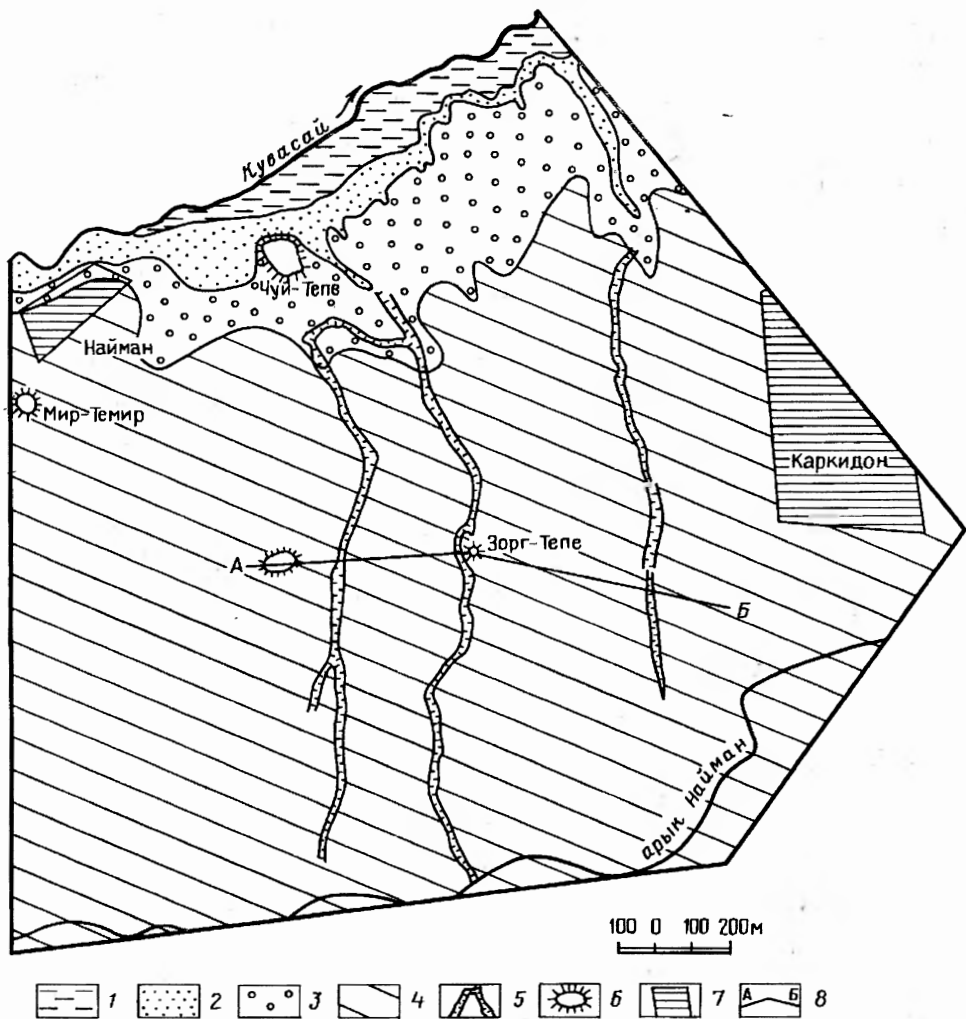 Кувасай
Чуй-Тепе
Найман
Мир-Темир
Каркидон
Зорг-Тепе
А
Б
арык Найман
100 0 100 200м
1 2 3 4 5 6 7 А Б 8